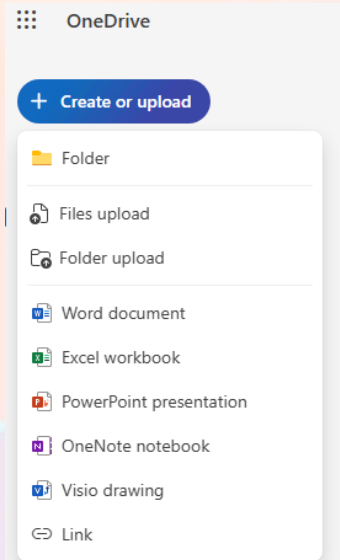 OneDrive
Create or upload
Folder
Files upload
Folder upload
Word document
Excel workbook
PowerPoint presentation
OneNote notebook
Visio drawing
Link